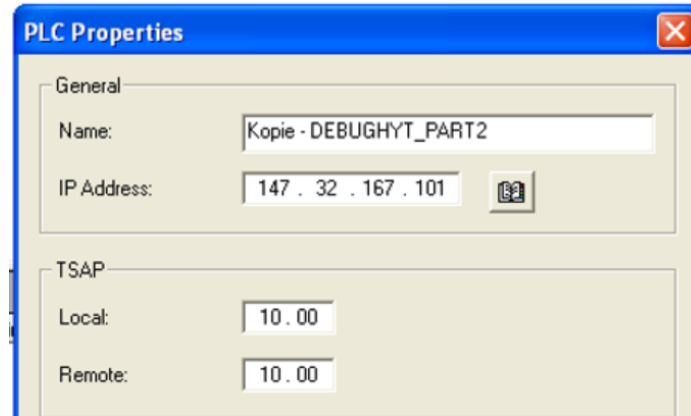 PLC Properties
General
Name: Kopie - DEBUGHYT_PART2
IP Address: 147 . 32 . 167 . 101
TSAP
Local: 10 . 00
Remote: 10 . 00